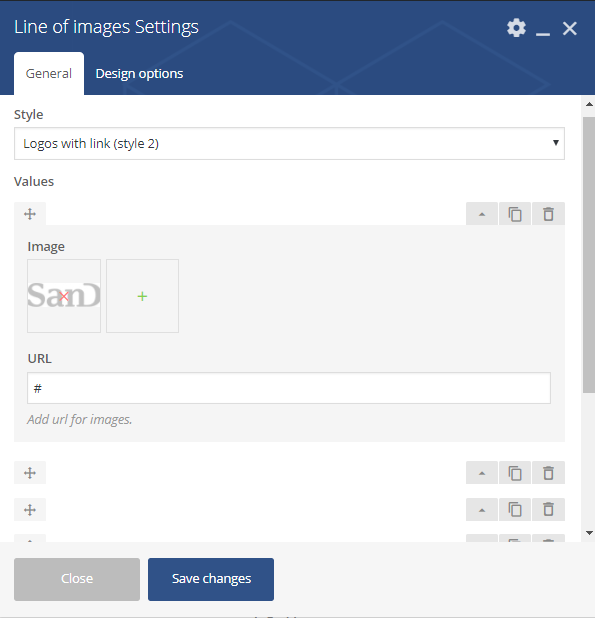 Line of images Settings
General
Design options
Style
Logos with link (style 2)
Values
Image
SanD
URL
#
Add url for images.
Close
Save changes